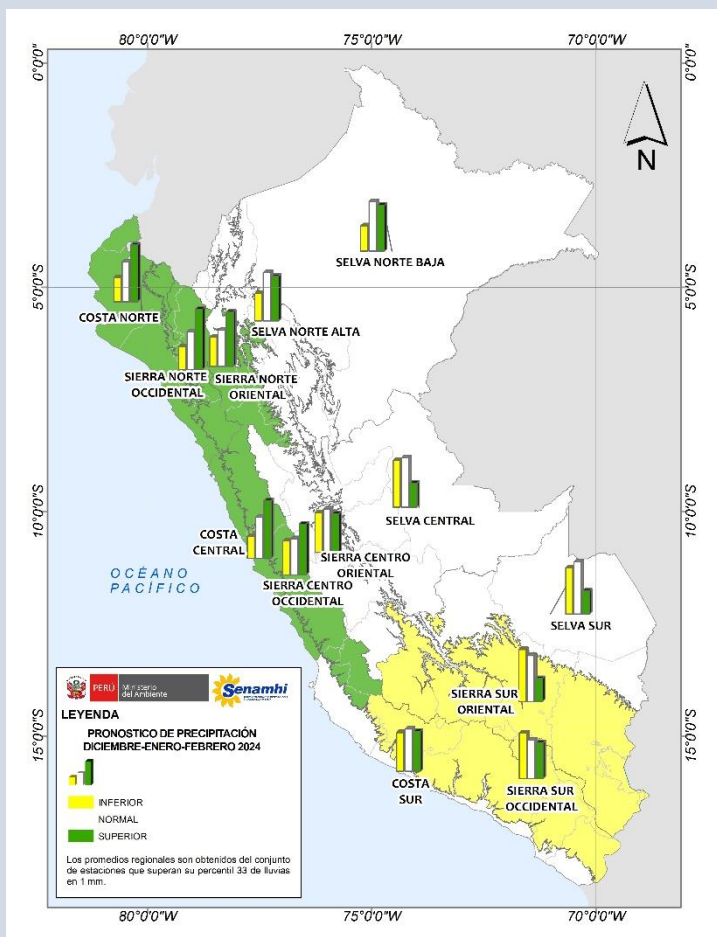 80°0'0"W
75°0'0"W
70°0'0"W
0°0'0"
0°0'0"
N
SELVA NORTE BAJA
5°0'0"S
5°0'0"S
COSTA NORTE
SELVA NORTE ALTA
SIERRA NORTE
OCCIDENTAL
SIERRA NORTE
ORIENTAL
10°0'0"S
10°0'0"S
SELVA CENTRAL
COSTA
CENTRAL
SIERRA CENTRO
ORIENTAL
SIERRA CENTRO
OCCIDENTAL
OCÉANO
PACÍFICO
SELVA SUR
SIERRA SUR
ORIENTAL
15°0'0"S
15°0'0"S
COSTA
SUR
SIERRA SUR
OCCIDENTAL
PERÚ
Ministerio
del Ambiente
Senamhi
LEYENDA
PRONOSTICO DE PRECIPITACIÓN
DICIEMBRE-ENERO-FEBRERO 2024
INFERIOR
NORMAL
SUPERIOR
Los promedios regionales son obtenidos del conjunto
de estaciones que superan su percentil 33 de lluvias
en 1 mm.
80°0'0"W
75°0'0"W
70°0'0"W